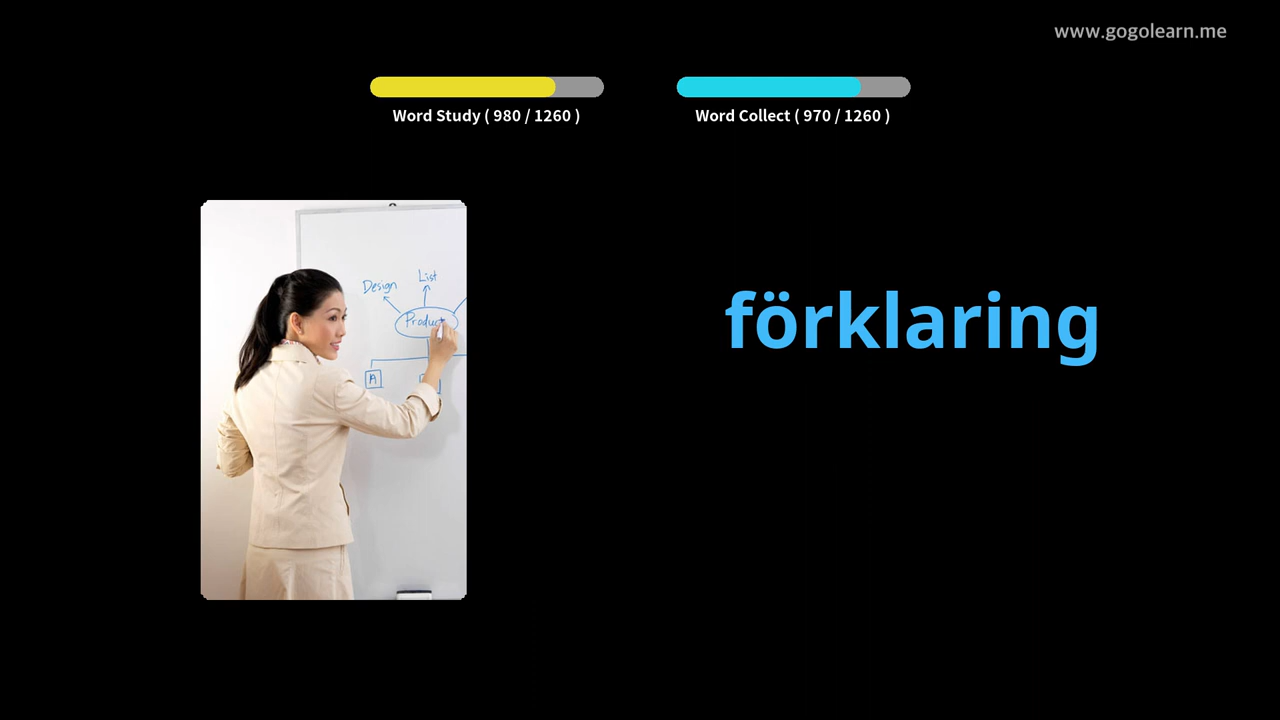 www.gogolearn.me
Word Study ( 980 / 1260 )
Word Collect ( 970 / 1260 )
List
Design
Product
förklaring
A